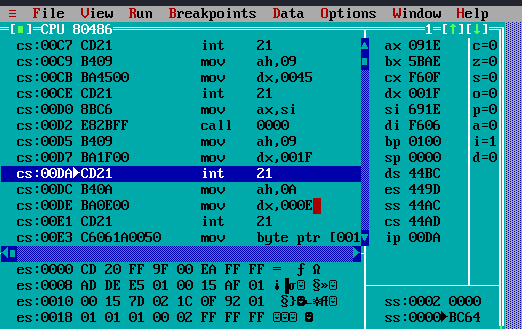 ≡ File View Run Breakpoints Data Options Window Help
[■]=CPU 80486 1=[↑][↓]
cs:00C7 CD21 int 21 ax 091E c=0
cs:00C9 B409 mov ah,09 bx 5BAE z=0
cs:00CB BA4500 mov dx,0045 cx F60F s=0
cs:00CE CD21 int 21 dx 001F o=0
cs:00D0 8BC6 mov ax,si si 691E p=0
cs:00D2 E82BFF call 0000 di F606 a=0
cs:00D5 B409 mov ah,09 bp 0100 i=1
cs:00D7 BA1F00 mov dx,001F sp 0000 d=0
cs:00DA►CD21 int 21 ds 44BC
cs:00DC B40A mov ah,0A es 449D
cs:00DE BA0E00 mov dx,000E ss 44AC
cs:00E1 CD21 int 21 cs 44AD
cs:00E3 C6061A0050 mov byte ptr [001 ip 00DA
es:0000 CD 20 FF 9F 00 EA FF FF = ƒ Ω
es:0008 AD DE E5 01 00 15 AF 01 ss:0002 0000
es:0010 00 15 7D 02 1C 0F 92 01 ss:0000►BC64
es:0018 01 01 01 00 02 FF FF FF